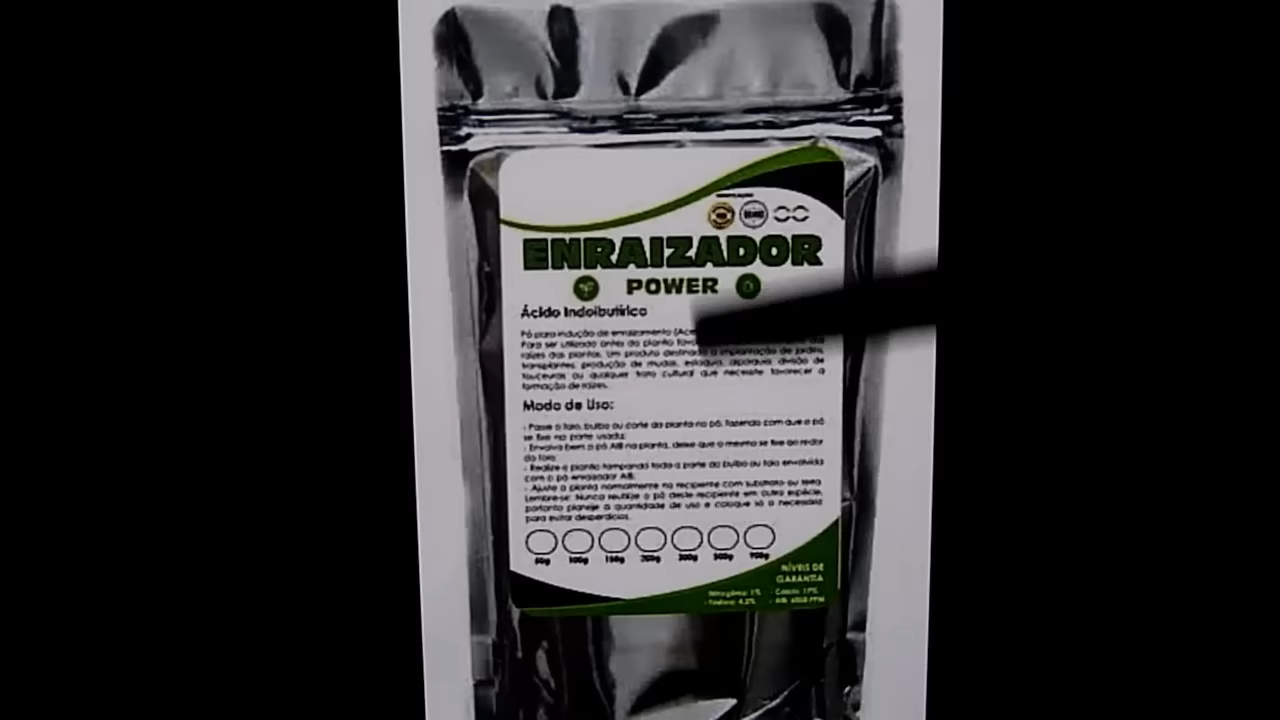 ENRAIZADOR
POWER
Ácido Indolbutírico
Pó para indução de enraizamento
Para ser utilizado antes do plantio
raízes das plantas. Um produto destinado a implantação de jardins,
transplantes, produção de mudas, estaquia, alporquia, divisão de
touceiras ou qualquer trato cultural que necessite favorecer a
formação de raízes.
Modo de Uso:
- Passe o talo, bulbo ou corte da planta no pó, fazendo com que o pó
se fixe na parte usada;
- Envolva bem o pó AIB na planta, deixe que o mesmo se fixe ao redor
do talo;
- Realize o plantio tampando toda a parte do bulbo ou talo envolvida
com o pó enraizador AIB;
- Ajuste a planta normalmente no recipiente com substrato ou terra.
Lembre-se: Nunca reutilize o pó deste recipiente em outra espécie,
portanto planeje a quantidade de uso e coloque só o necessário
para evitar desperdícios.
50g 100g 150g 200g 300g 500g 900g
NÍVEIS DE
GARANTIA
Nitrogênio: 1% - Cálcio: 17%
- Fósforo: 4,2% - AIB: 6000 PPM